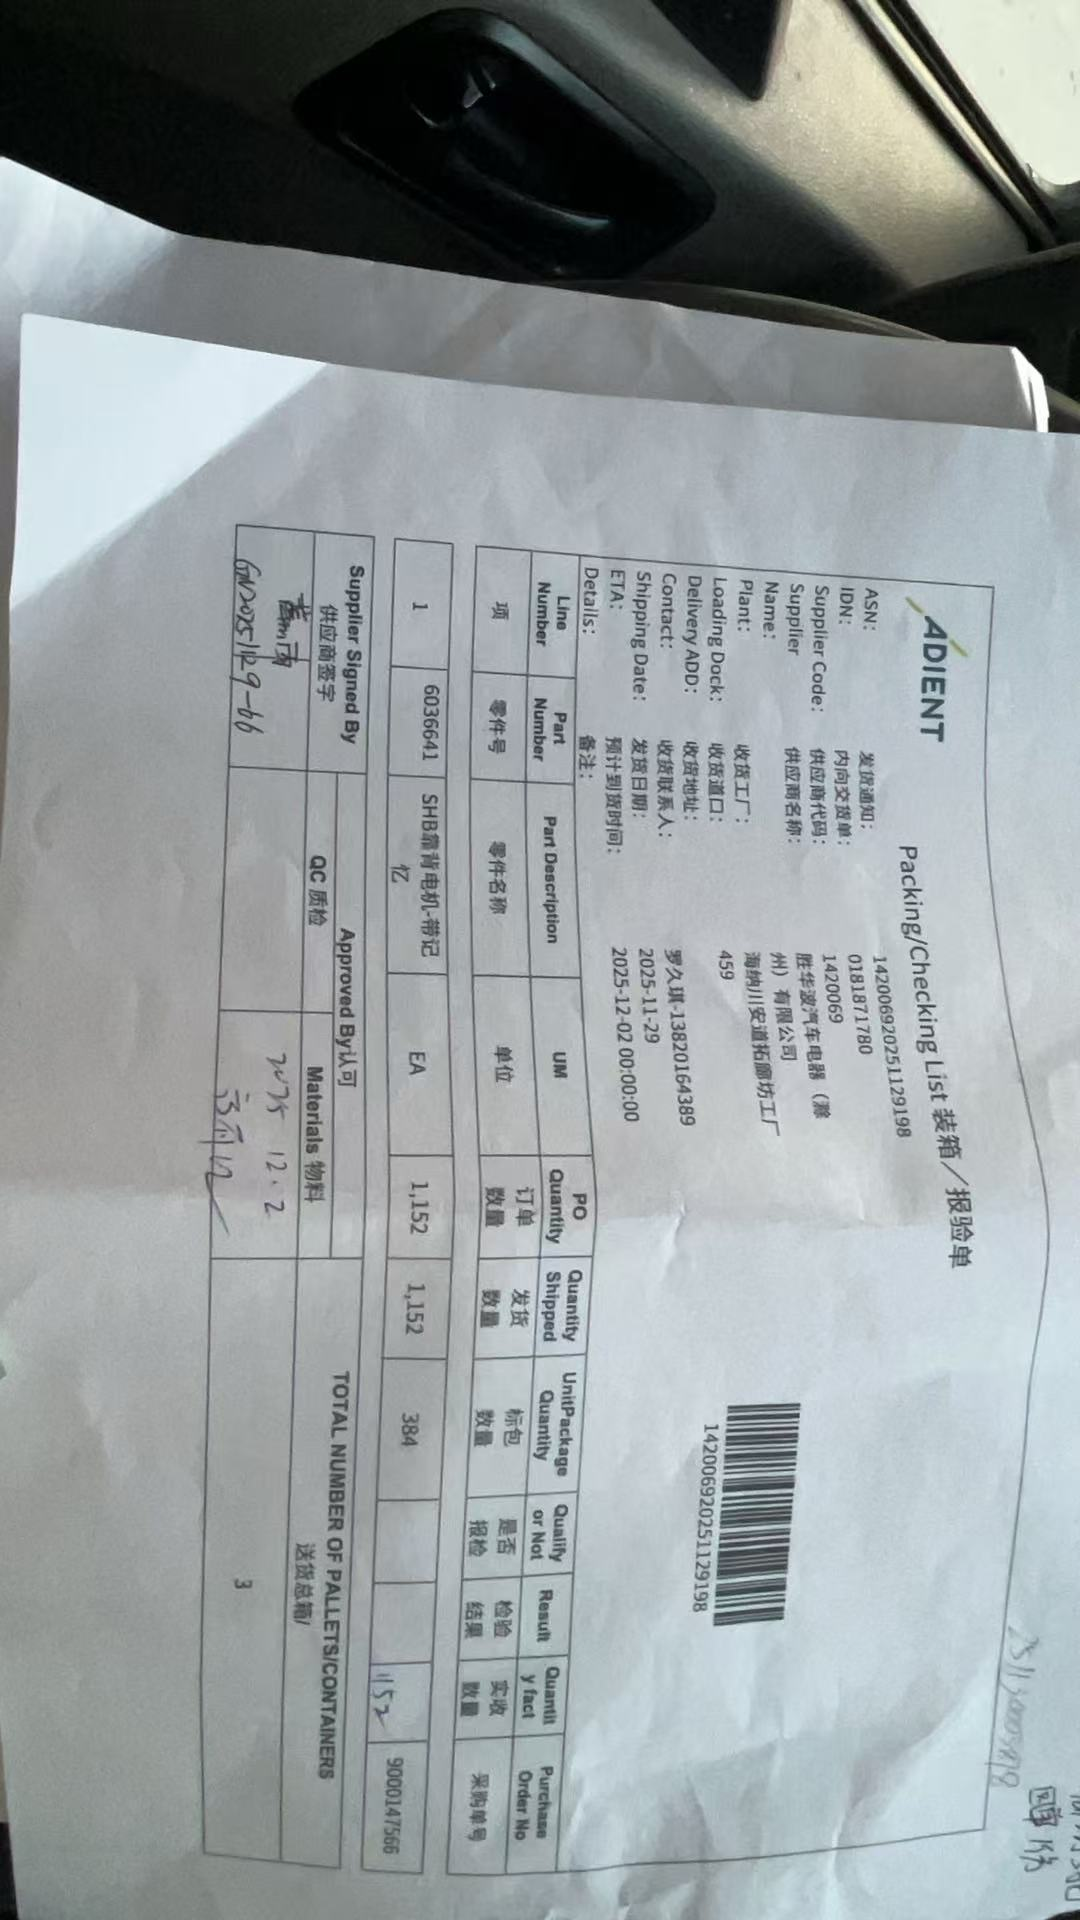 ADIENT
Packing/Checking List 装箱／报验单
ASN: 发货通知: 14200692025112​9198
IDN: 内向交货单: 0181871780
Supplier Code: 供应商代码: 1420069
Supplier Name: 供应商名称: 胜华波汽车电器（滁
州）有限公司
Plant: 收货工厂: 海纳川安道拓廊坊工厂
Loading Dock: 收货道口: 459
Delivery ADD: 收货地址:
Contact: 收货联系人: 罗久琪-13820164389
Shipping Date: 发货日期: 2025-11-29
ETA: 预计到货时间: 2025-12-02 00:00:00
Details: 备注:
14200692025112​9198
Line Number Part Number Part Description UM PO Quantity Quantity Shipped UnitPackage Quantity Qualify or Not Result Quantit y fact Purchase Order No
项 零件号 零件名称 单位 订单数量 发货数量 标包数量 是否报检 检验结果 实收数量 采购单号
1 6036641 SHB靠背电机-带记忆 EA 1,152 1,152 384 1152 9000147566
Supplier Signed By Approved By认可 TOTAL NUMBER OF PALLETS/CONTAINERS
供应商签字 QC 质检 Materials 物料 送货总箱/
2025 12.2
3